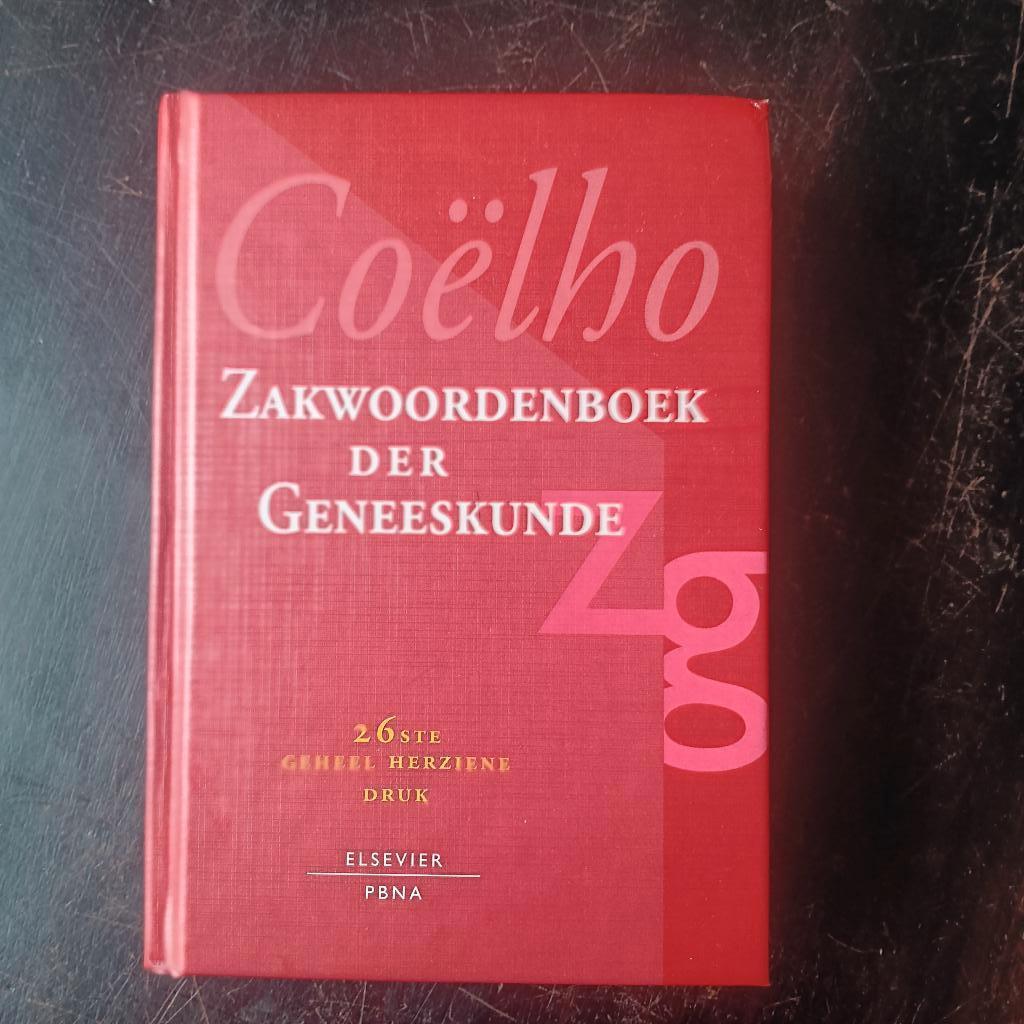 Coëlho
ZAKWOORDENBOEK
DER
GENEESKUNDE
Zg
26STE
GEHEEL HERZIENE
DRUK
ELSEVIER
PBNA